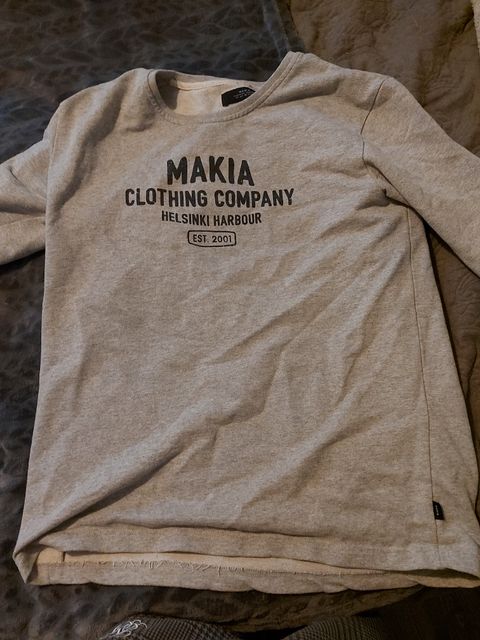 MAKIA
CLOTHING COMPANY
HELSINKI HARBOUR
EST. 2001